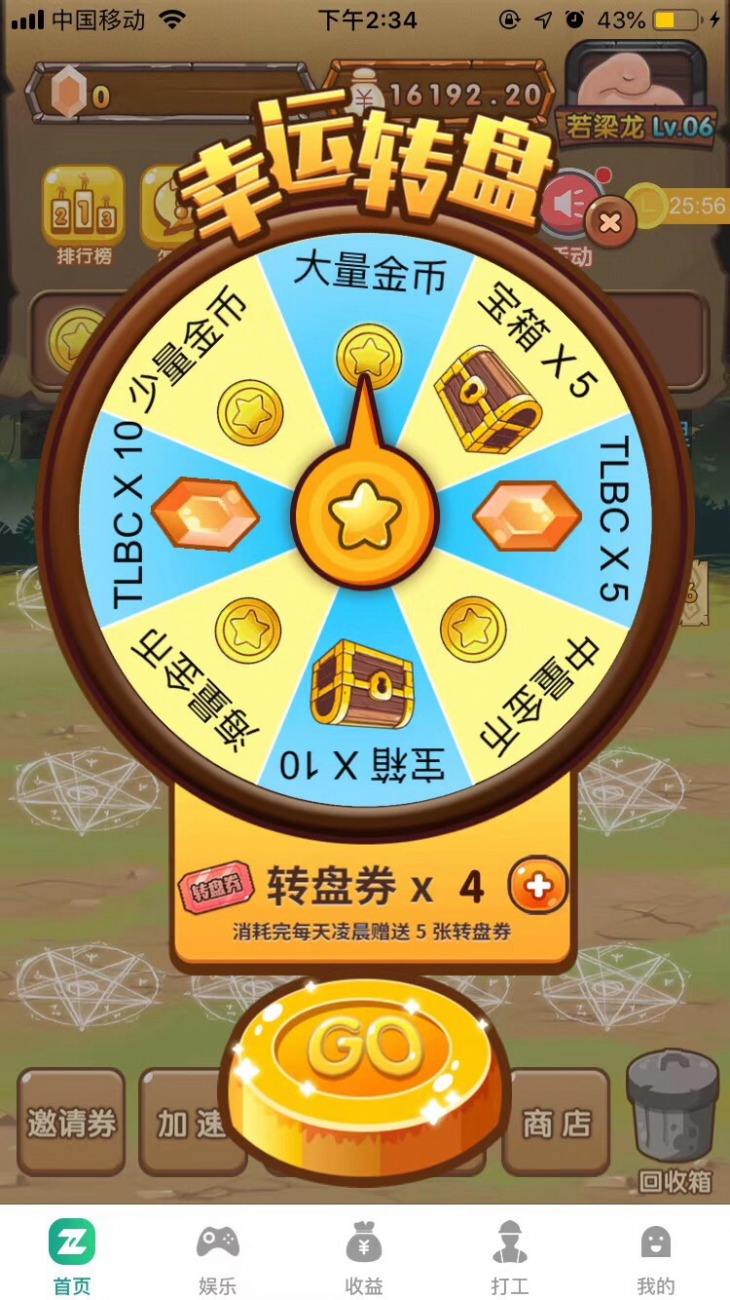 中国移动
下午2:34
43%
0
16192.20
若梁龙 Lv.06
幸运转盘
213
25:56
排行榜
大量金币
宝箱 X 5
TLBC X 5
中量金币
宝箱 X 10
海量金币
TLBC X 10
少量金币
转盘券
转盘券 x 4
消耗完每天凌晨赠送 5 张转盘券
GO
邀请券
加速
商店
回收箱
首页
娱乐
收益
打工
我的